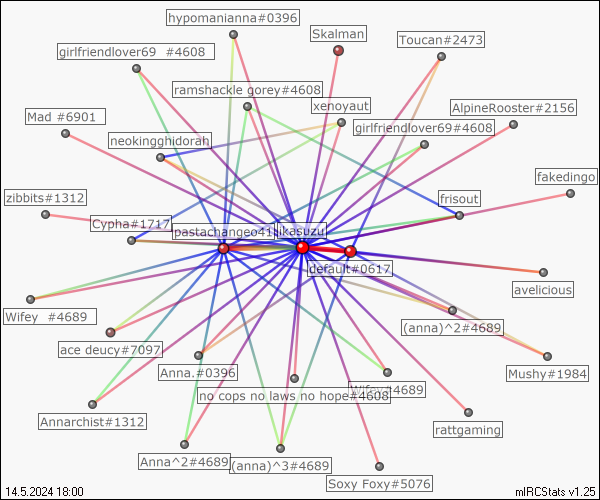 hypomanianna#0396
Skalman
Toucan#2473
girlfriendlover69 #4608
ramshackle gorey#4608
xenoyaut
AlpineRooster#2156
Mad #6901
girlfriendlover69#4608
neokingghidorah
fakedingo
zibbits#1312
frisout
Cypha#1717
pastachangeo41
ikasuzu
default#0617
avelicious
Wifey #4689
(anna)^2#4689
ace deucy#7097
Anna.#0396
Mushy#1984
Wifey#4689
no cops no laws no hope#4608
Annarchist#1312
rattgaming
Anna^2#4689
(anna)^3#4689
Soxy Foxy#5076
14.5.2024 18:00
mIRCStats v1.25